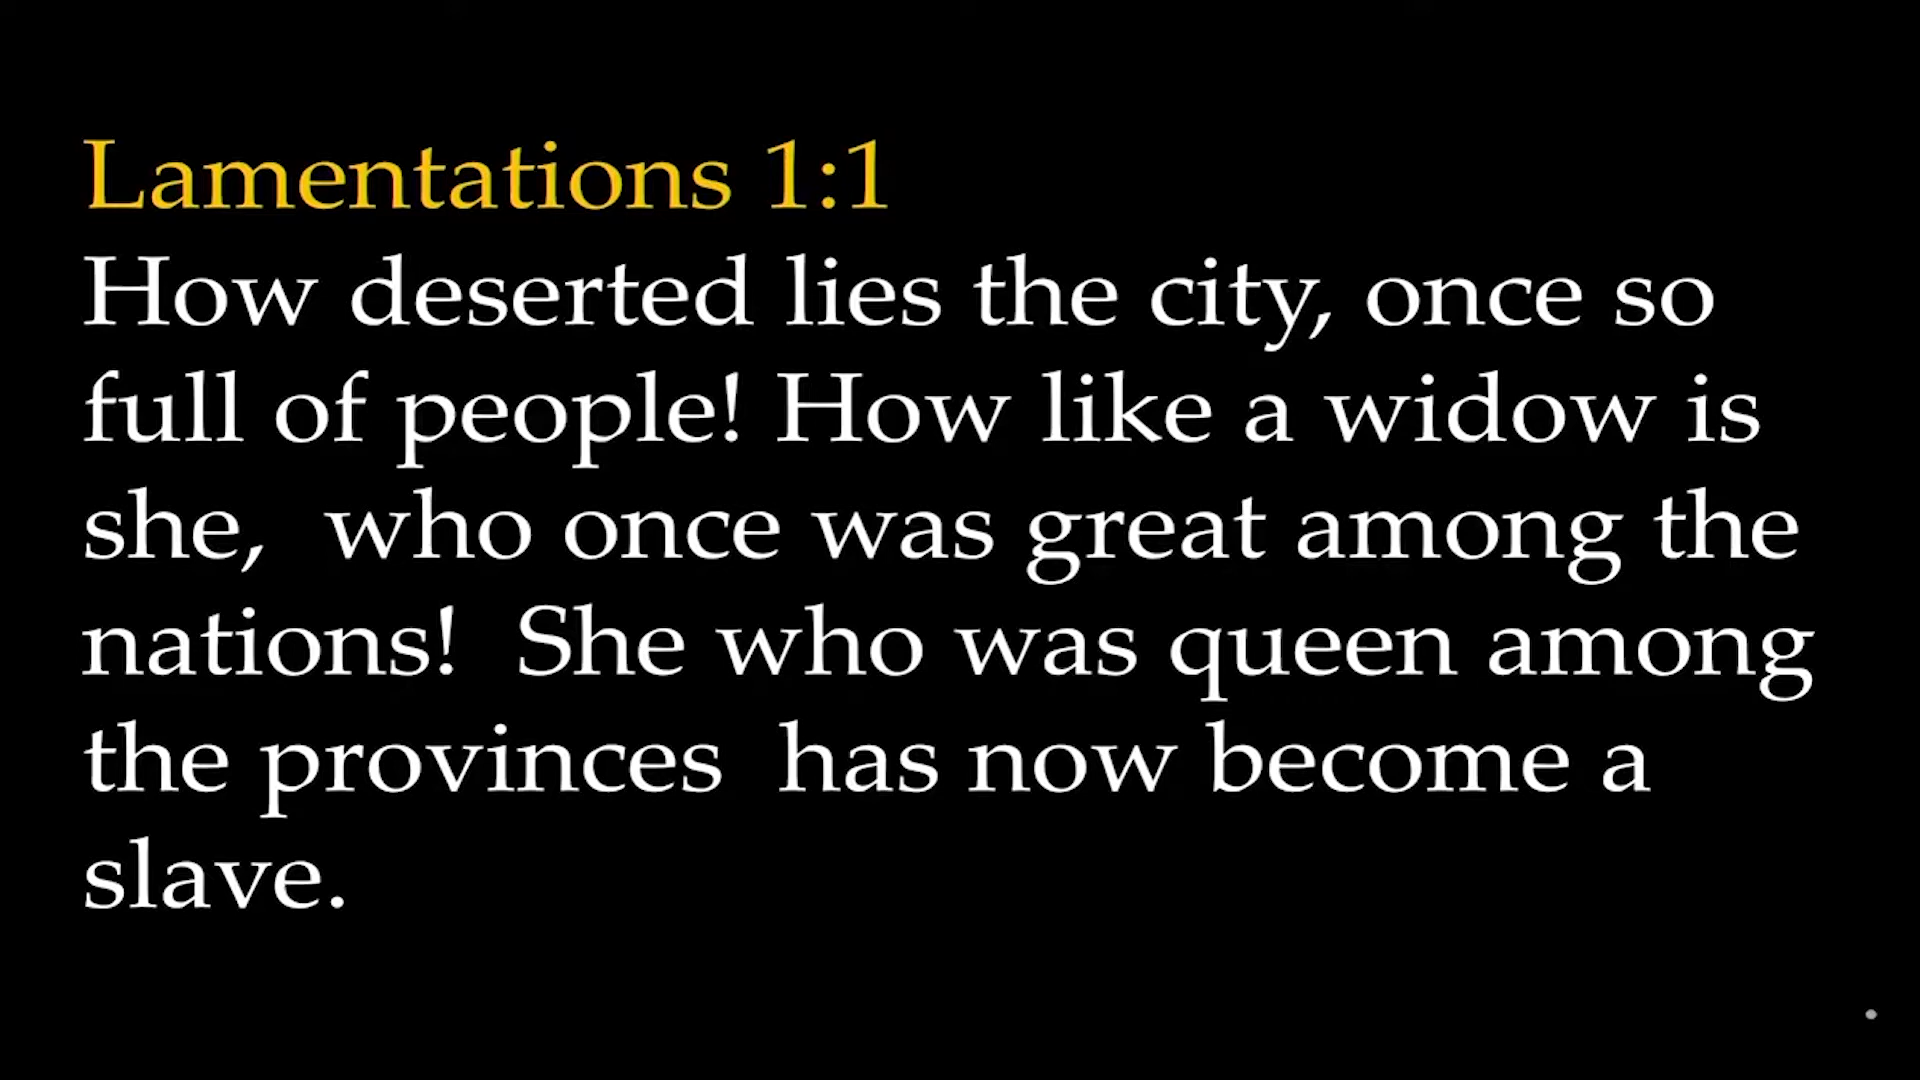 Lamentations 1:1
How deserted lies the city, once so
full of people! How like a widow is
she,  who once was great among the
nations!  She who was queen among
the provinces  has now become a
slave.